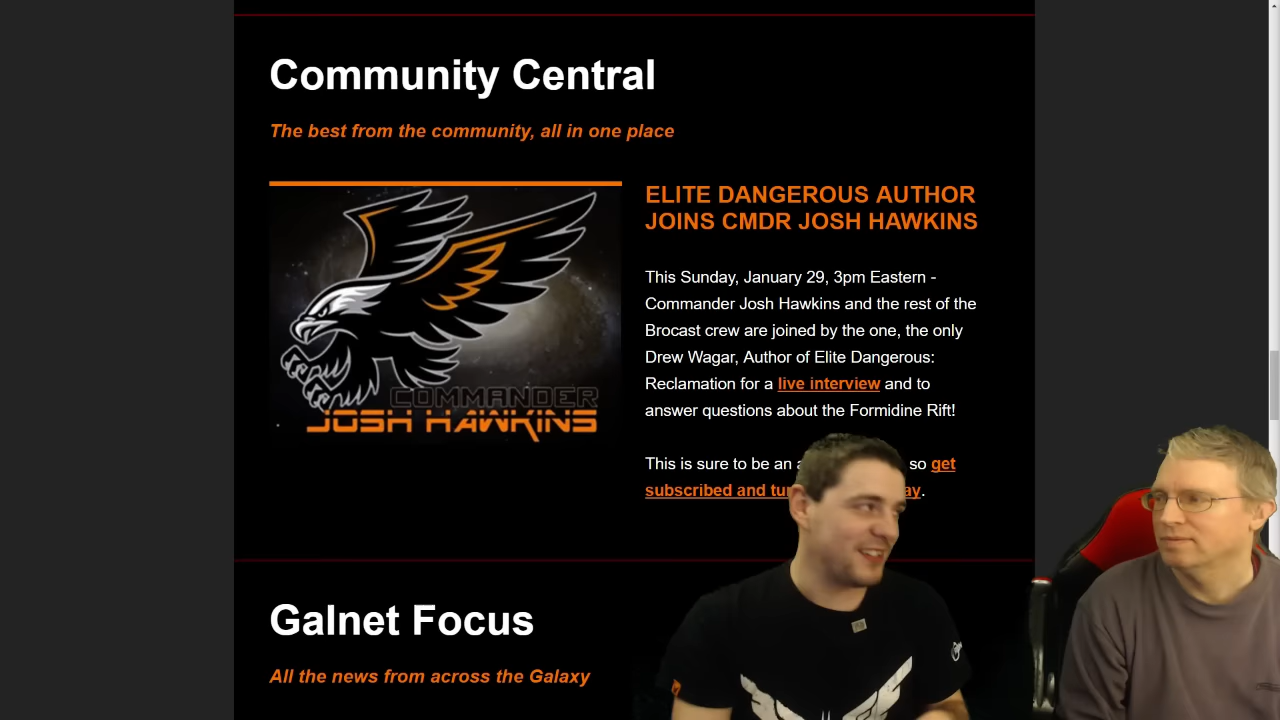 Community Central
The best from the community, all in one place
COMMANDER
JOSH HAWKINS
ELITE DANGEROUS AUTHOR
JOINS CMDR JOSH HAWKINS
This Sunday, January 29, 3pm Eastern -
Commander Josh Hawkins and the rest of the
Brocast crew are joined by the one, the only
Drew Wagar, Author of Elite Dangerous:
Reclamation for a live interview and to
answer questions about the Formidine Rift!
This is sure to be an so get
subscribed and
Galnet Focus
All the news from across the Galaxy